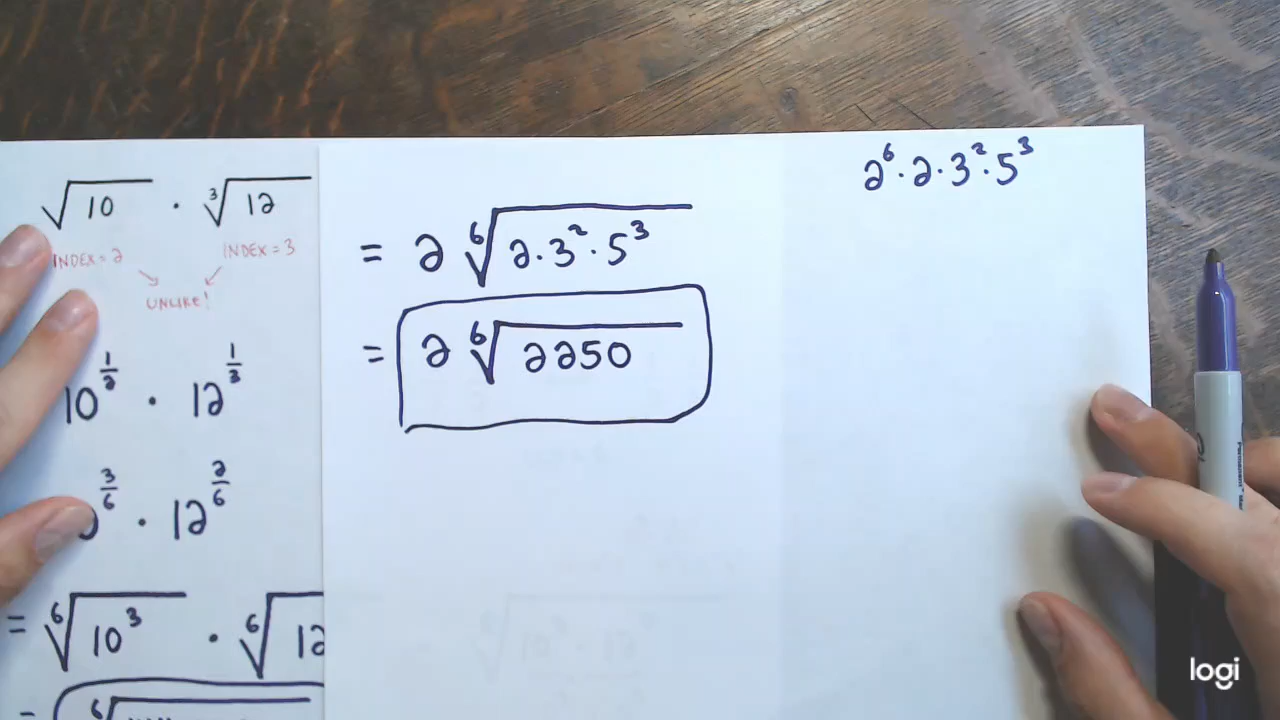 √10 · ∛12
INDEX = 2 INDEX = 3
UNLIKE!
10^(1/2) · 12^(1/3)
^(3/6) · 12^(2/6)
= ⁶√(10³) · ⁶√12
=
= 2 ⁶√(2·3²·5³)
= 2 ⁶√2250
2⁶·2·3²·5³
logi